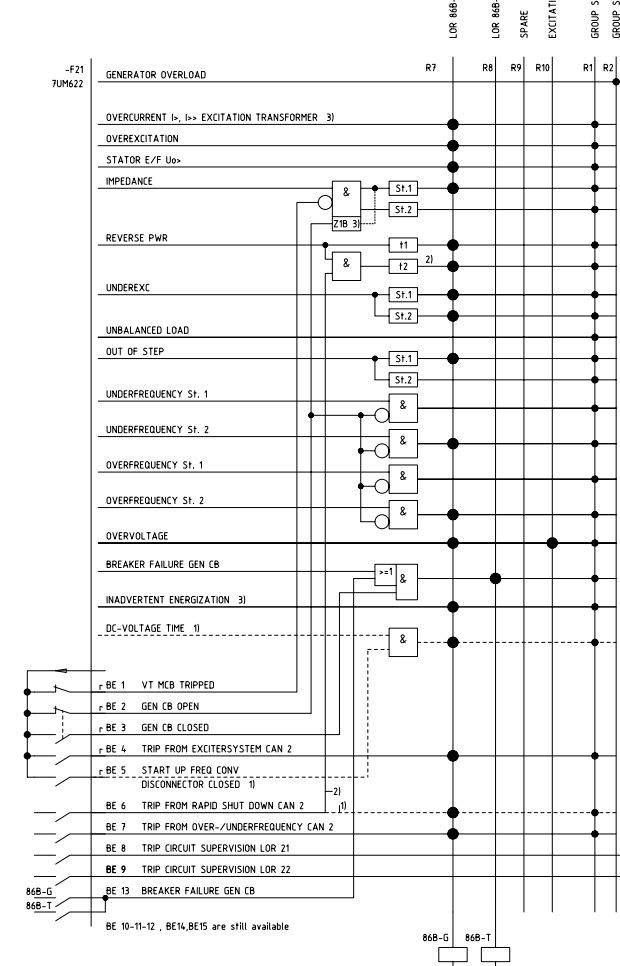 LOR 86B-
LOR 86B-
SPARE
EXCITATI
GROUP S
GROUP S
-F21
7UM622
R7
R8
R9
R10
R1
R2
GENERATOR OVERLOAD
OVERCURRENT I>, I>> EXCITATION TRANSFORMER 3)
OVEREXCITATION
STATOR E/F Uo>
IMPEDANCE
&
St.1
St.2
Z1B 3)
REVERSE PWR
t1
&
t2
2)
UNDEREXC
St.1
St.2
UNBALANCED LOAD
OUT OF STEP
St.1
St.2
UNDERFREQUENCY St. 1
&
UNDERFREQUENCY St. 2
&
OVERFREQUENCY St. 1
&
OVERFREQUENCY St. 2
&
OVERVOLTAGE
BREAKER FAILURE GEN CB
>=1
&
INADVERTENT ENERGIZATION 3)
DC-VOLTAGE TIME 1)
&
BE 1 VT MCB TRIPPED
BE 2 GEN CB OPEN
BE 3 GEN CB CLOSED
BE 4 TRIP FROM EXCITERSYSTEM CAN 2
BE 5 START UP FREQ CONV
DISCONNECTOR CLOSED 1)
2)
BE 6 TRIP FROM RAPID SHUT DOWN CAN 2
1)
BE 7 TRIP FROM OVER-/UNDERFREQUENCY CAN 2
BE 8 TRIP CIRCUIT SUPERVISION LOR 21
BE 9 TRIP CIRCUIT SUPERVISION LOR 22
86B-G
BE 13 BREAKER FAILURE GEN CB
86B-T
BE 10-11-12 , BE14,BE15 are still available
86B-G
86B-T